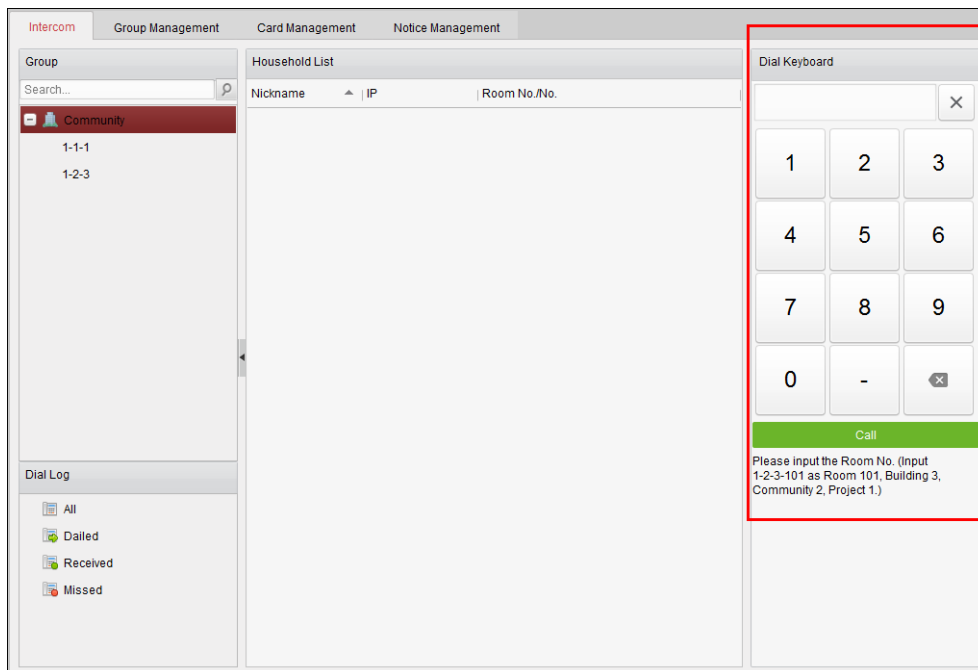 Intercom Group Management Card Management Notice Management
Group
Search...
Community
1-1-1
1-2-3
Dial Log
All
Dailed
Received
Missed
Household List
Nickname IP Room No./No.
Dial Keyboard
1 2 3
4 5 6
7 8 9
0 -
Call
Please input the Room No. (Input
1-2-3-101 as Room 101, Building 3,
Community 2, Project 1.)